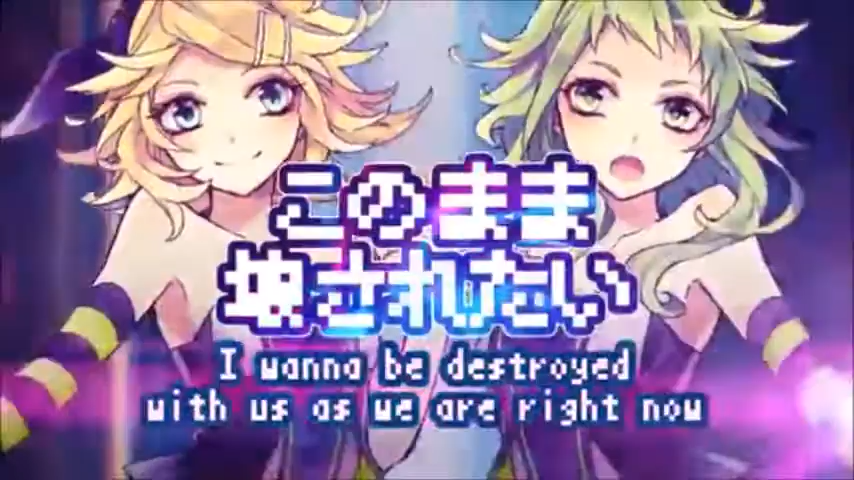 このまま
壊されたい
I wanna be destroyed
with us as we are right now